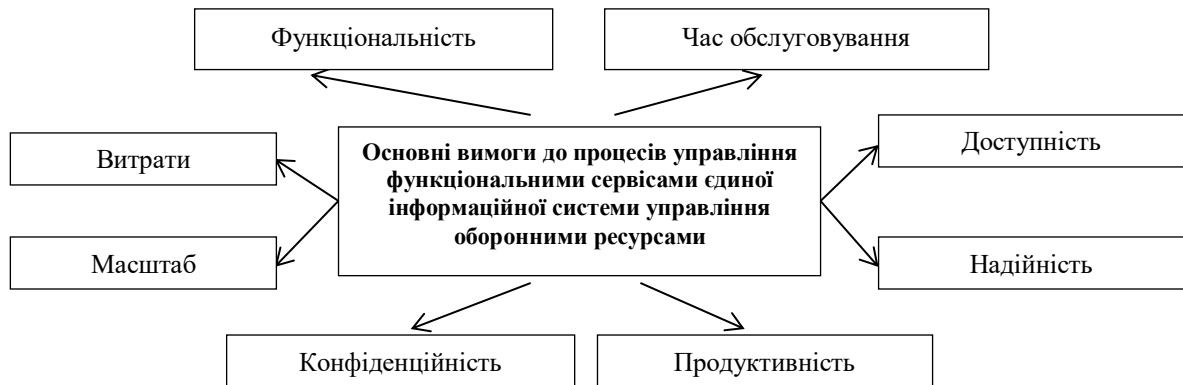 Функціональність
Час обслуговування
Витрати
Основні вимоги до процесів управління
функціональними сервісами єдиної
інформаційної системи управління
оборонними ресурсами
Доступність
Масштаб
Надійність
Конфіденційність
Продуктивність